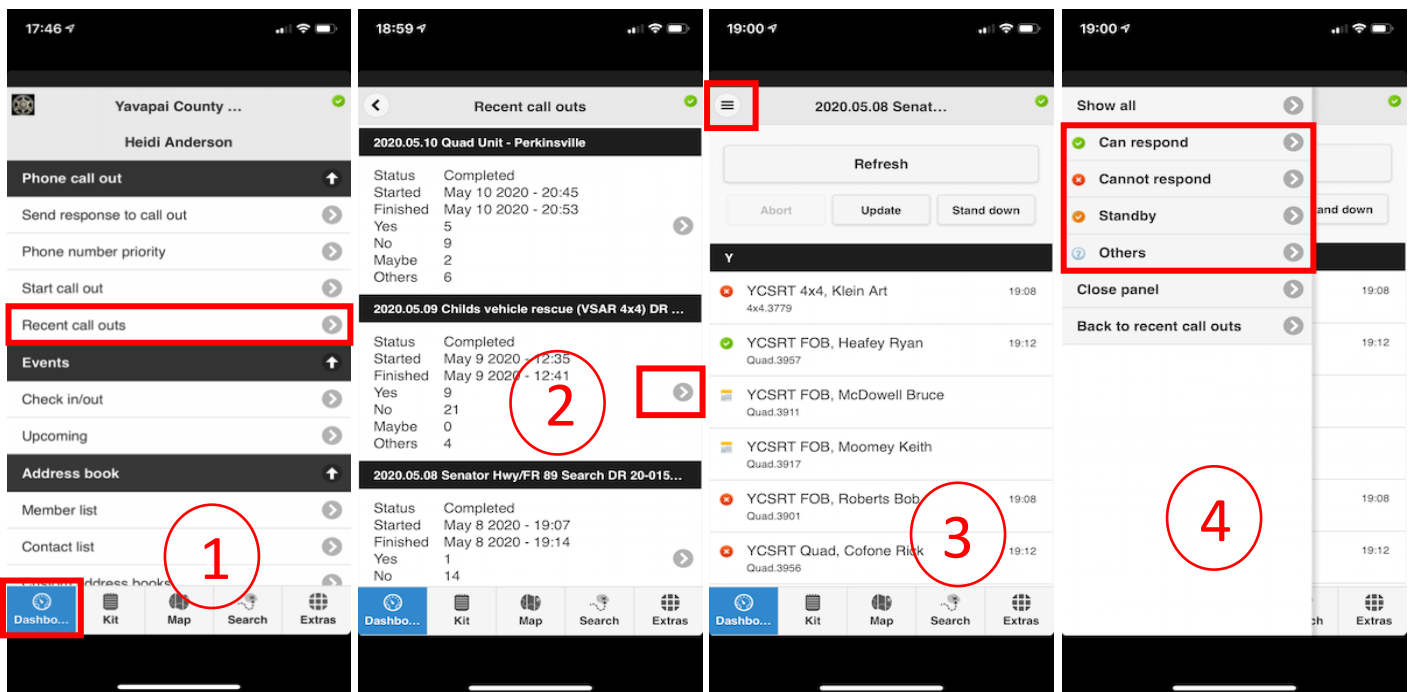 17:46
Yavapai County ...
Heidi Anderson
Phone call out
Send response to call out
Phone number priority
Start call out
Recent call outs
Events
Check in/out
Upcoming
Address book
Member list
Contact list
address books
1
Dashbo...
Kit
Map
Search
Extras
18:59
Recent call outs
2020.05.10 Quad Unit - Perkinsville
Status Completed
Started May 10 2020 - 20:45
Finished May 10 2020 - 20:53
Yes 5
No 9
Maybe 2
Others 6
2020.05.09 Childs vehicle rescue (VSAR 4x4) DR ...
Status Completed
Started May 9 2020 - 12:35
Finished May 9 2020 - 12:41
Yes 9
No 21
Maybe 0
Others 4
2
2020.05.08 Senator Hwy/FR 89 Search DR 20-015...
Status Completed
Started May 8 2020 - 19:07
Finished May 8 2020 - 19:14
Yes 1
No 14
Dashbo...
Kit
Map
Search
Extras
19:00
2020.05.08 Senat...
Refresh
Abort
Update
Stand down
Y
YCSRT 4x4, Klein Art 19:08
4x4.3779
YCSRT FOB, Heafey Ryan 19:12
Quad.3957
YCSRT FOB, McDowell Bruce
Quad.3911
YCSRT FOB, Moomey Keith
Quad.3917
YCSRT FOB, Roberts Bob 19:08
Quad.3901
YCSRT Quad, Cofone Rick 19:12
Quad.3956
3
Dashbo...
Kit
Map
Search
Extras
19:00
Show all
Can respond
Cannot respond
Standby
Others
Close panel
Back to recent call outs
and down
19:08
19:12
19:08
19:12
4
ch
Extras